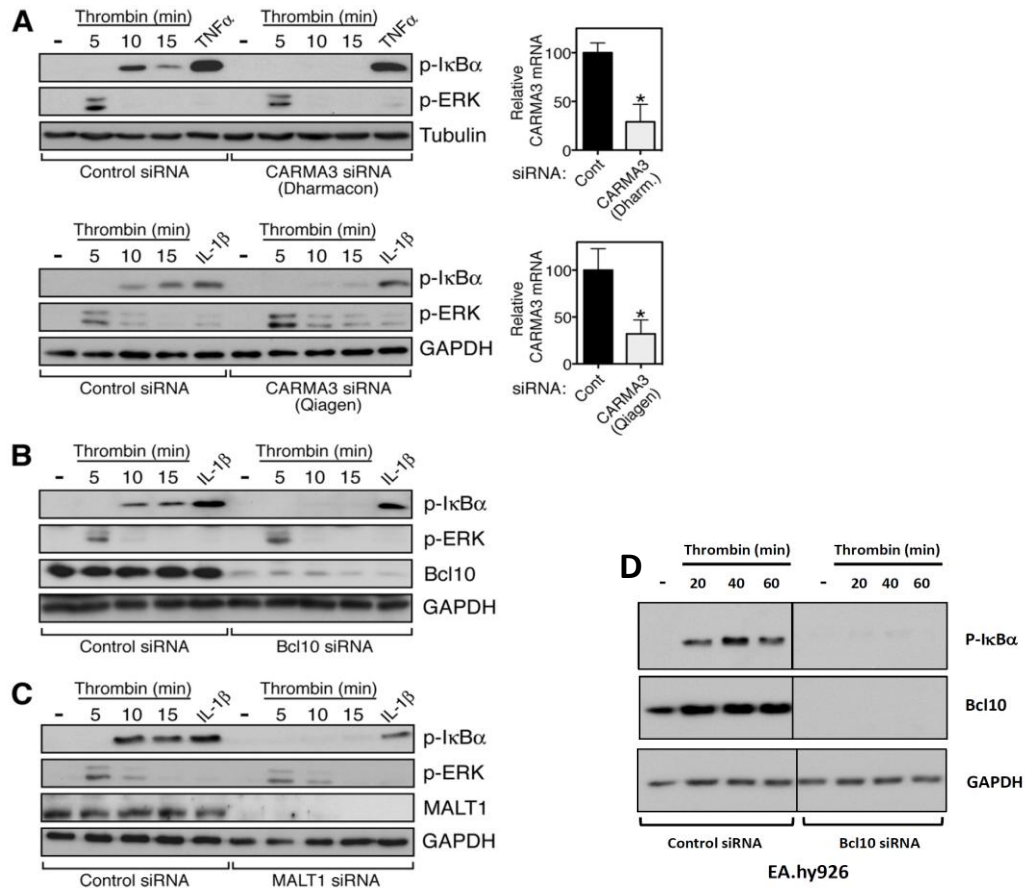 A
Thrombin (min)
Thrombin (min)
- 5 10 15 TNFα - 5 10 15 TNFα
p-IκBα
p-ERK
Tubulin
Control siRNA
CARMA3 siRNA
(Dharmacon)
Relative
CARMA3 mRNA
100
50
0
*
siRNA:
Cont
CARMA3
(Dharm.)
Thrombin (min)
Thrombin (min)
- 5 10 15 IL-1β - 5 10 15 IL-1β
p-IκBα
p-ERK
GAPDH
Control siRNA
CARMA3 siRNA
(Qiagen)
Relative
CARMA3 mRNA
100
50
0
*
siRNA:
Cont
CARMA3
(Qiagen)
B
Thrombin (min)
Thrombin (min)
- 5 10 15 IL-1β - 5 10 15 IL-1β
p-IκBα
p-ERK
Bcl10
GAPDH
Control siRNA
Bcl10 siRNA
C
Thrombin (min)
Thrombin (min)
- 5 10 15 IL-1β - 5 10 15 IL-1β
p-IκBα
p-ERK
MALT1
GAPDH
Control siRNA
MALT1 siRNA
D
Thrombin (min)
Thrombin (min)
- 20 40 60 - 20 40 60
P-IκBα
Bcl10
GAPDH
Control siRNA
Bcl10 siRNA
EA.hy926